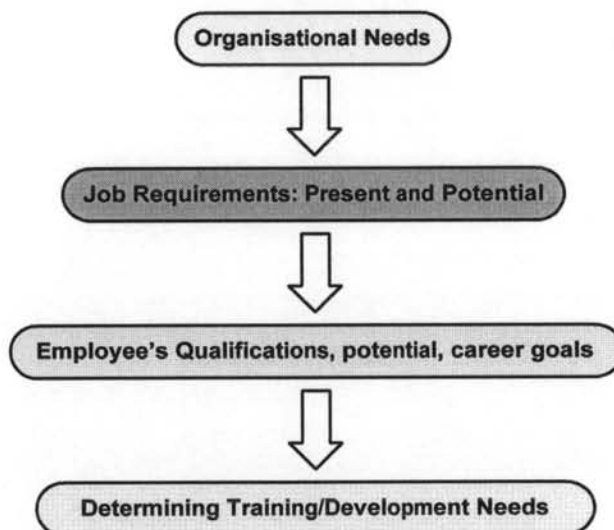 Organisational Needs
Job Requirements: Present and Potential
Employee's Qualifications, potential, career goals
Determining Training/Development Needs